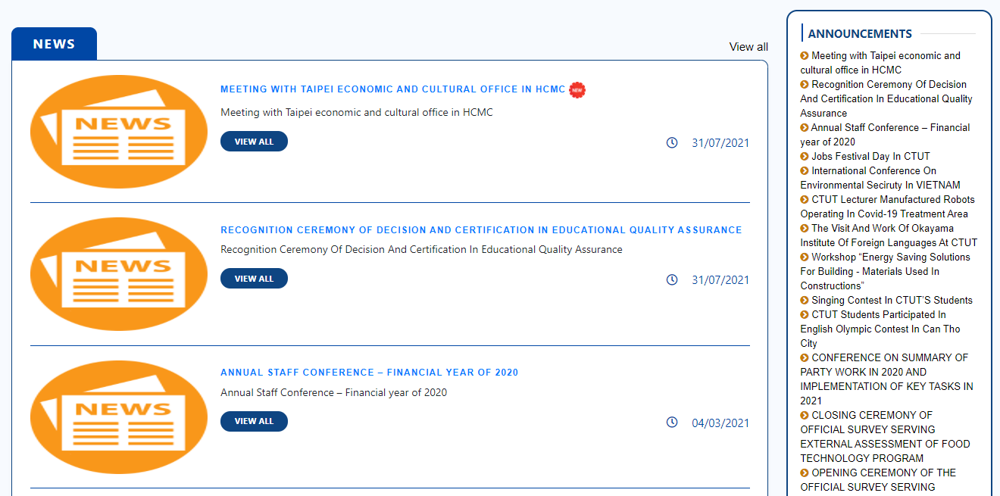 NEWS
View all
NEWS
MEETING WITH TAIPEI ECONOMIC AND CULTURAL OFFICE IN HCMC NEW
Meeting with Taipei economic and cultural office in HCMC
VIEW ALL
31/07/2021
NEWS
RECOGNITION CEREMONY OF DECISION AND CERTIFICATION IN EDUCATIONAL QUALITY ASSURANCE
Recognition Ceremony Of Decision And Certification In Educational Quality Assurance
VIEW ALL
31/07/2021
NEWS
ANNUAL STAFF CONFERENCE – FINANCIAL YEAR OF 2020
Annual Staff Conference – Financial year of 2020
VIEW ALL
04/03/2021
ANNOUNCEMENTS
Meeting with Taipei economic and
cultural office in HCMC
Recognition Ceremony Of Decision
And Certification In Educational Quality
Assurance
Annual Staff Conference – Financial
year of 2020
Jobs Festival Day In CTUT
International Conference On
Environmental Seciruty In VIETNAM
CTUT Lecturer Manufactured Robots
Operating In Covid-19 Treatment Area
The Visit And Work Of Okayama
Institute Of Foreign Languages At CTUT
Workshop “Energy Saving Solutions
For Building - Materials Used In
Constructions”
Singing Contest In CTUT’S Students
CTUT Students Participated In
English Olympic Contest In Can Tho
City
CONFERENCE ON SUMMARY OF
PARTY WORK IN 2020 AND
IMPLEMENTATION OF KEY TASKS IN
2021
CLOSING CEREMONY OF
OFFICIAL SURVEY SERVING
EXTERNAL ASSESSMENT OF FOOD
TECHNOLOGY PROGRAM
OPENING CEREMONY OF THE
OFFICIAL SURVEY SERVING